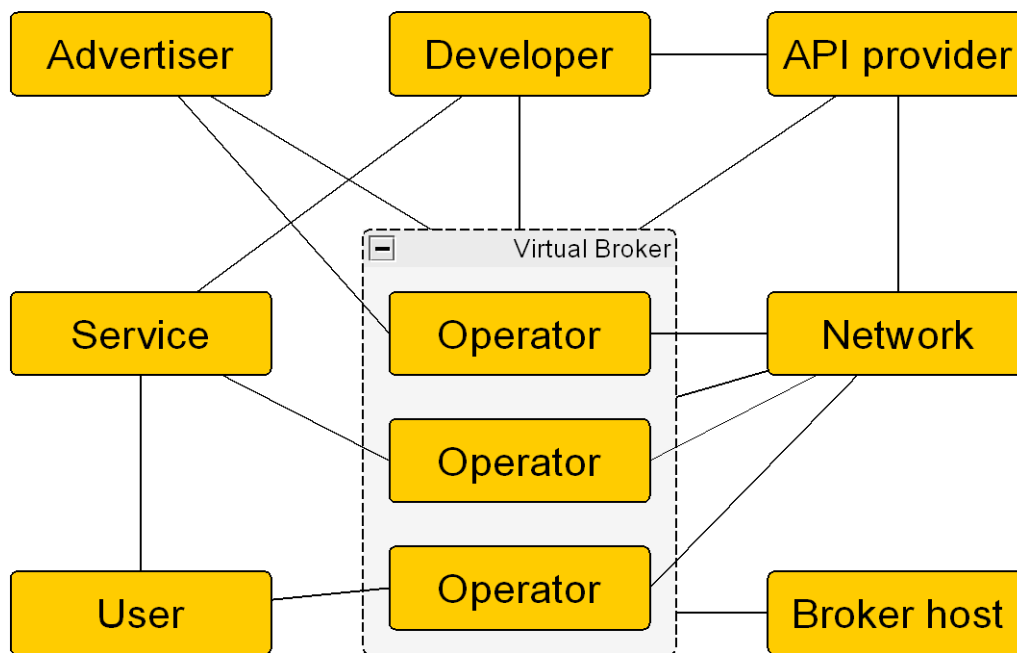 Advertiser
Developer
API provider
Virtual Broker
Service
Operator
Network
Operator
User
Operator
Broker host